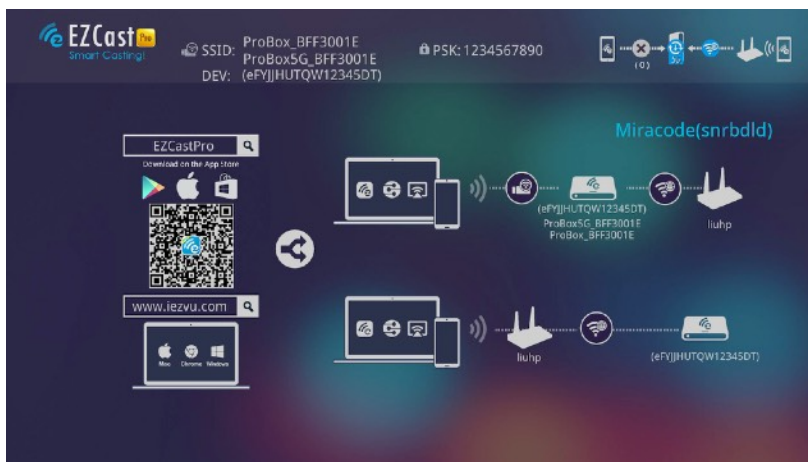 EZCast Pro
Smart Casting!
SSID: ProBox_BFF3001E
ProBox5G_BFF3001E
DEV: (eFYJJHUTQW12345DT)
PSK: 1234567890
(0)
5G
Miracode(snrbdld)
EZCastPro
Download on the App Store
www.iezvu.com
Mac Chrome Windows
(eFYJJHUTQW12345DT)
ProBox5G_BFF3001E
ProBox_BFF3001E
liuhp
liuhp
(eFYJJHUTQW12345DT)